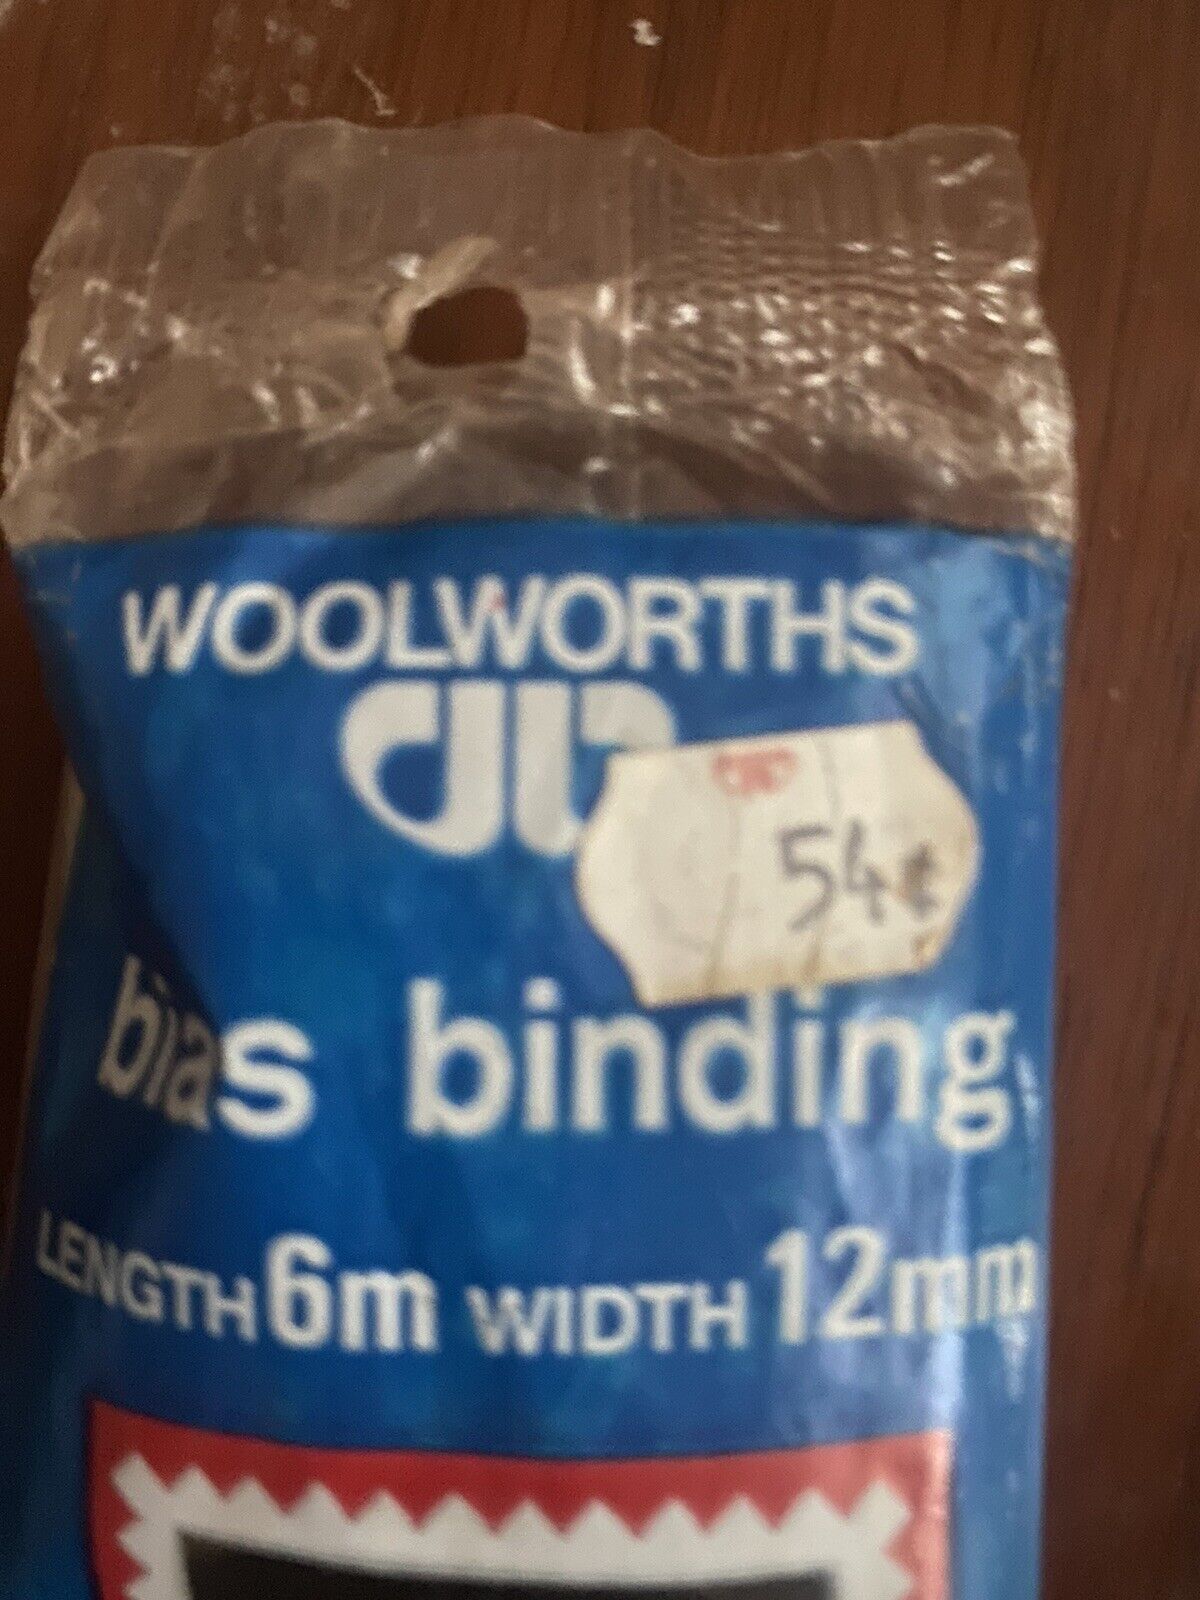 WOOLWORTHS
54¢
bias binding
LENGTH 6m WIDTH 12mm